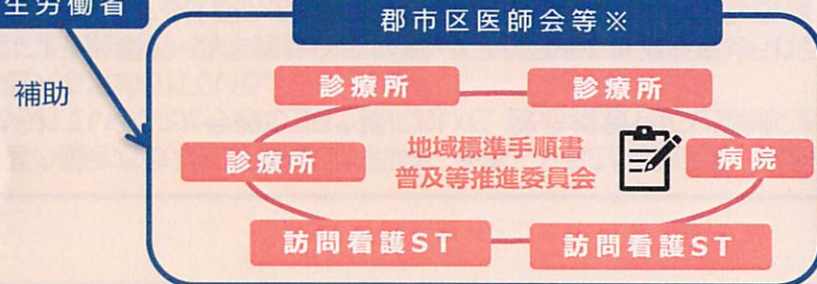 生労働省
郡市区医師会等※
補助
診療所
診療所
診療所
地域標準手順書
普及等推進委員会
病院
訪問看護ST
訪問看護ST